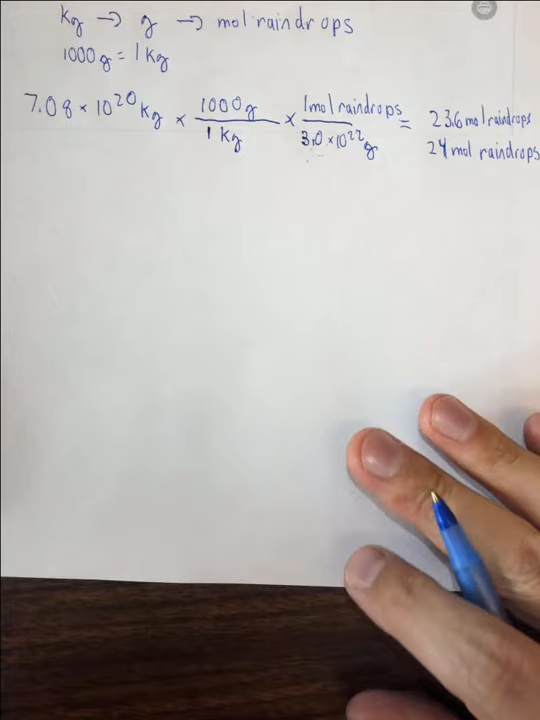 kg → g → mol raindrops
1000 g = 1 kg
7.08 × 10²⁰ kg × 1000 g / 1 kg × 1 mol raindrops / 3.0 × 10²² g = 23.6 mol raindrops
24 mol raindrops